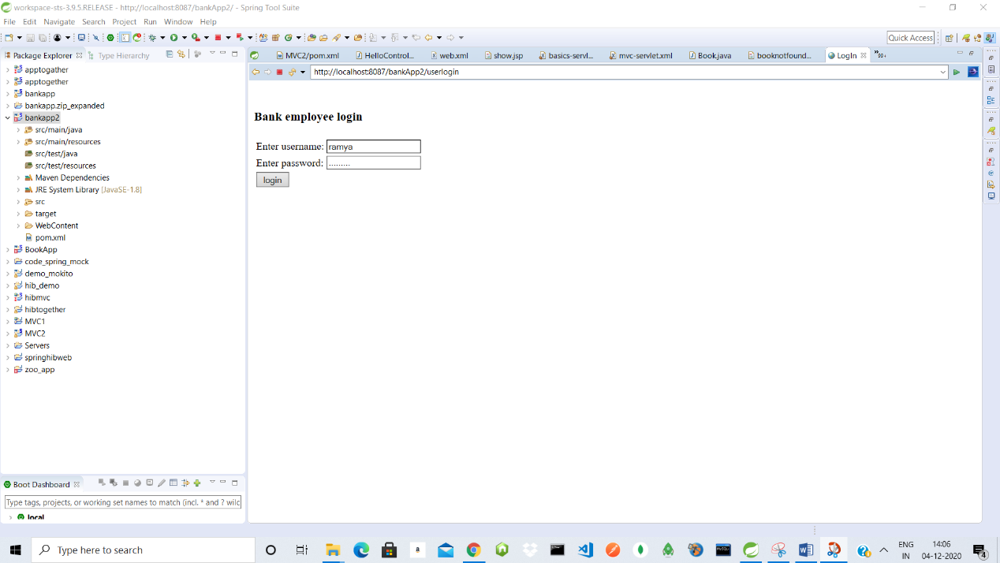 workspace-sts-3.9.5.RELEASE - http://localhost:8087/bankApp2/ - Spring Tool Suite
File Edit Navigate Search Project Run Window Help
Quick Access
Package Explorer Type Hierarchy
MVC2/pom.xml HelloControl... web.xml show.jsp basics-servl... mvc-servlet.xml Book.java booknotfound... LogIn 99+
http://localhost:8087/bankApp2/userlogin
apptogather
apptogether
bankapp
bankapp.zip_expanded
bankapp2
src/main/java
src/main/resources
src/test/java
src/test/resources
Maven Dependencies
JRE System Library [JavaSE-1.8]
src
target
WebContent
pom.xml
BookApp
code_spring_mock
demo_mokito
hib_demo
hibmvc
hibtogether
MVC1
MVC2
Servers
springhibweb
zoo_app
Bank employee login
Enter username: ramya
Enter password: .........
login
Boot Dashboard
Type tags, projects, or working set names to match (incl. * and ? wilc
local
Type here to search
ENG
IN
14:06
04-12-2020
4